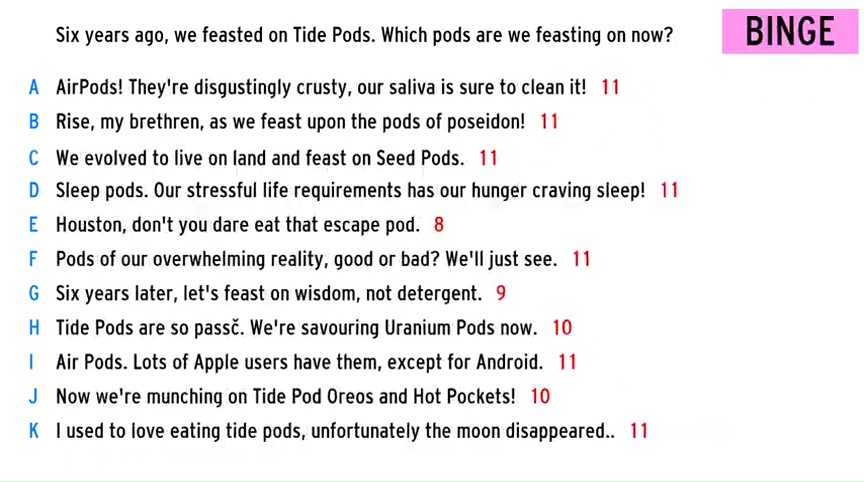 Six years ago, we feasted on Tide Pods. Which pods are we feasting on now?
BINGE
A AirPods! They're disgustingly crusty, our saliva is sure to clean it! 11
B Rise, my brethren, as we feast upon the pods of poseidon! 11
C We evolved to live on land and feast on Seed Pods. 11
D Sleep pods. Our stressful life requirements has our hunger craving sleep! 11
E Houston, don't you dare eat that escape pod. 8
F Pods of our overwhelming reality, good or bad? We'll just see. 11
G Six years later, let's feast on wisdom, not detergent. 9
H Tide Pods are so passč. We're savouring Uranium Pods now. 10
I Air Pods. Lots of Apple users have them, except for Android. 11
J Now we're munching on Tide Pod Oreos and Hot Pockets! 10
K I used to love eating tide pods, unfortunately the moon disappeared.. 11